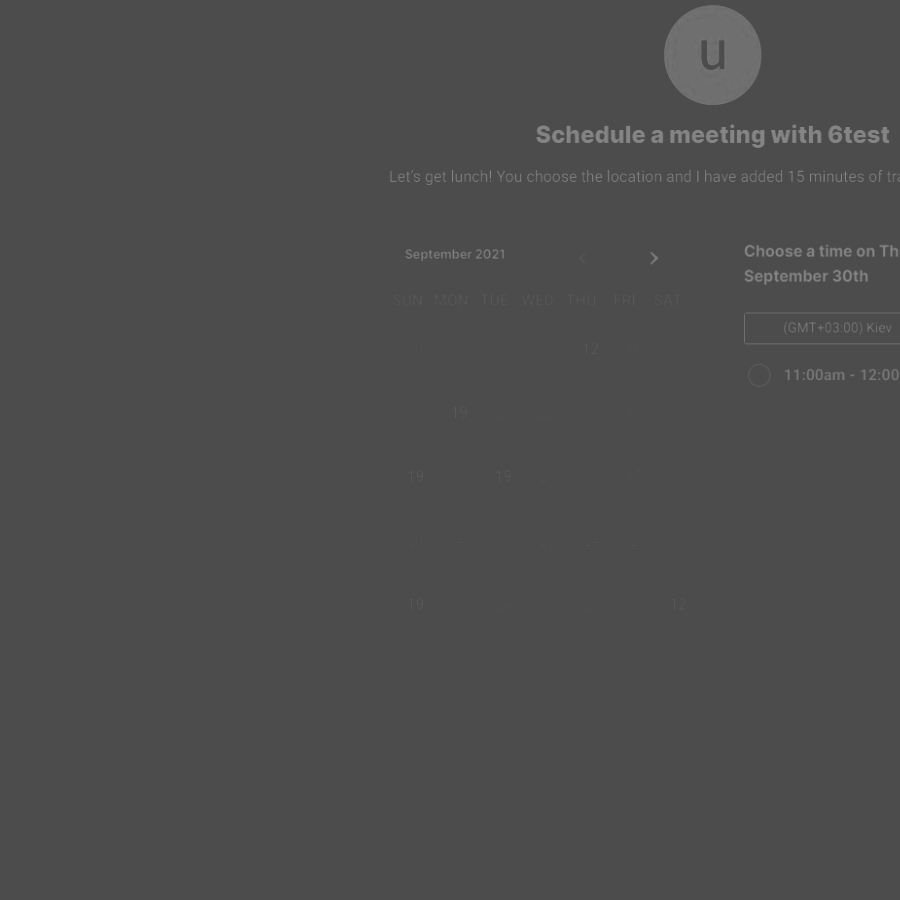 u
Schedule a meeting with 6test
Let's get lunch! You choose the location and I have added 15 minutes of
September 2021
SUN MON TUE WED THU FRI SAT
12
19
19 19
19 12
Choose a time on
September 30th
(GMT+03:00) Kiev
11:00am - 12:00